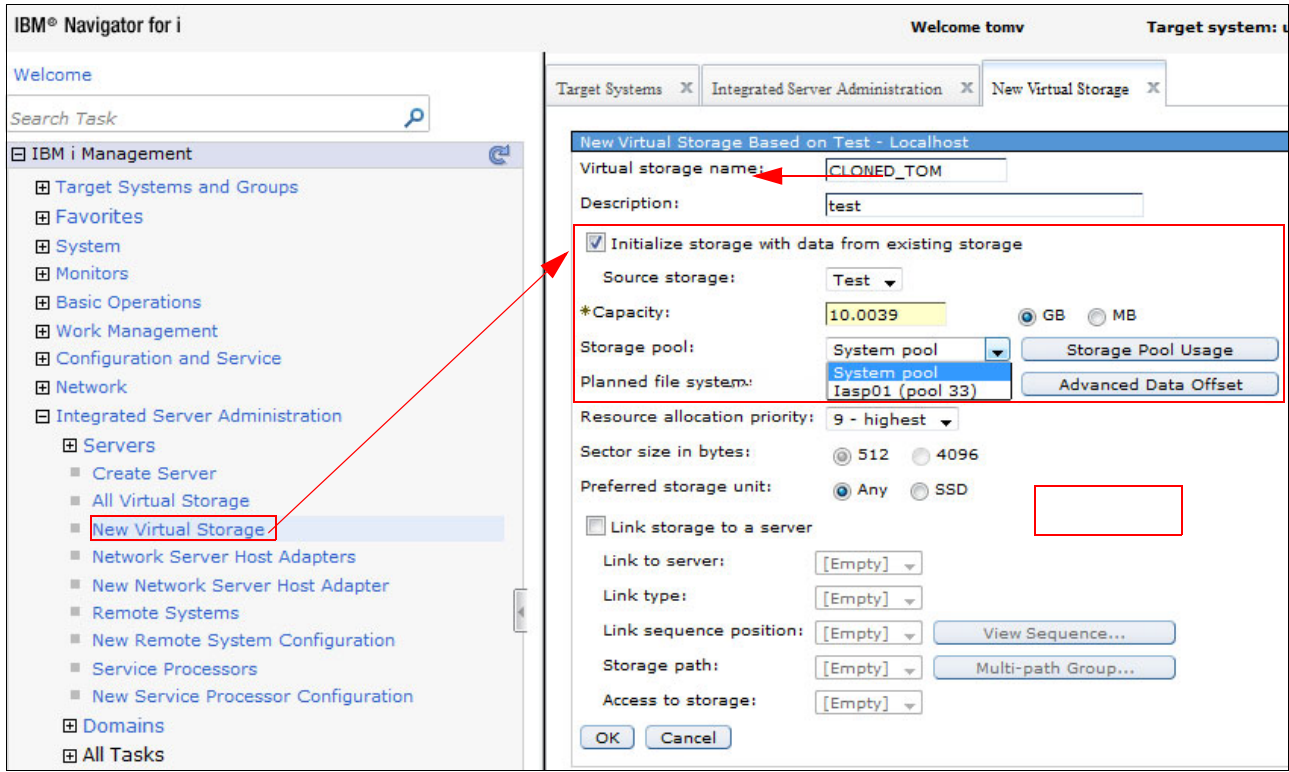 IBM® Navigator for i
Welcome tomv
Target system: u
Welcome
Search Task
IBM i Management
Target Systems and Groups
Favorites
System
Monitors
Basic Operations
Work Management
Configuration and Service
Network
Integrated Server Administration
Servers
Create Server
All Virtual Storage
New Virtual Storage
Network Server Host Adapters
New Network Server Host Adapter
Remote Systems
New Remote System Configuration
Service Processors
New Service Processor Configuration
Domains
All Tasks
Target Systems X Integrated Server Administration X New Virtual Storage X
New Virtual Storage Based on Test - Localhost
Virtual storage name: CLONED_TOM
Description: test
Initialize storage with data from existing storage
Source storage: Test
*Capacity: 10.0039 GB MB
Storage pool: System pool Storage Pool Usage
System pool
Planned file system: Iasp01 (pool 33) Advanced Data Offset
Resource allocation priority: 9 - highest
Sector size in bytes: 512 4096
Preferred storage unit: Any SSD
Link storage to a server
Link to server: [Empty]
Link type: [Empty]
Link sequence position: [Empty] View Sequence...
Storage path: [Empty] Multi-path Group...
Access to storage: [Empty]
OK Cancel